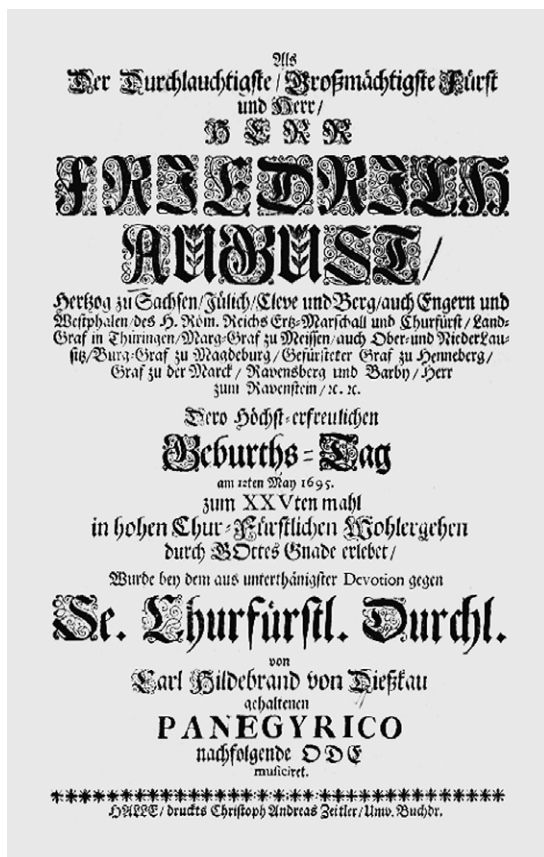 Als
Der Durchlauchtigste / Großmächtigste Fürst
und Herr /
HERR
FRIEDRICH
AUGUST /
Hertzog zu Sachsen / Jülich / Cleve und Berg / auch Engern und
Westphalen / des H. Röm. Reichs Ertz-Marschall und Churfürst / Land-
Graf in Thüringen / Marg-Graf zu Meissen / auch Ober-und NiederLau-
sitz / Burg-Graf zu Magdeburg / Gefürsteter Graf zu Henneberg /
Graf zu der Marck / Ravensberg und Barby / Herr
zum Ravenstein / ꝛc. ꝛc.
Dero Höchst-erfreulichen
Geburths-Tag
am 12ten May 1695.
zum XXVten mahl
in hohen Chur-Fürstlichen Wohlergehen
durch GOttes Gnade erlebet /
Wurde bey dem aus unterthänigster Devotion gegen
Se. Churfürstl. Durchl.
von
Carl Hildebrand von Dießkau
gehaltenen
PANEGYRICO
nachfolgende ODE
musiciret.
HALLE / druckts Christoph Andreas Zeitler / Univ. Buchdr.